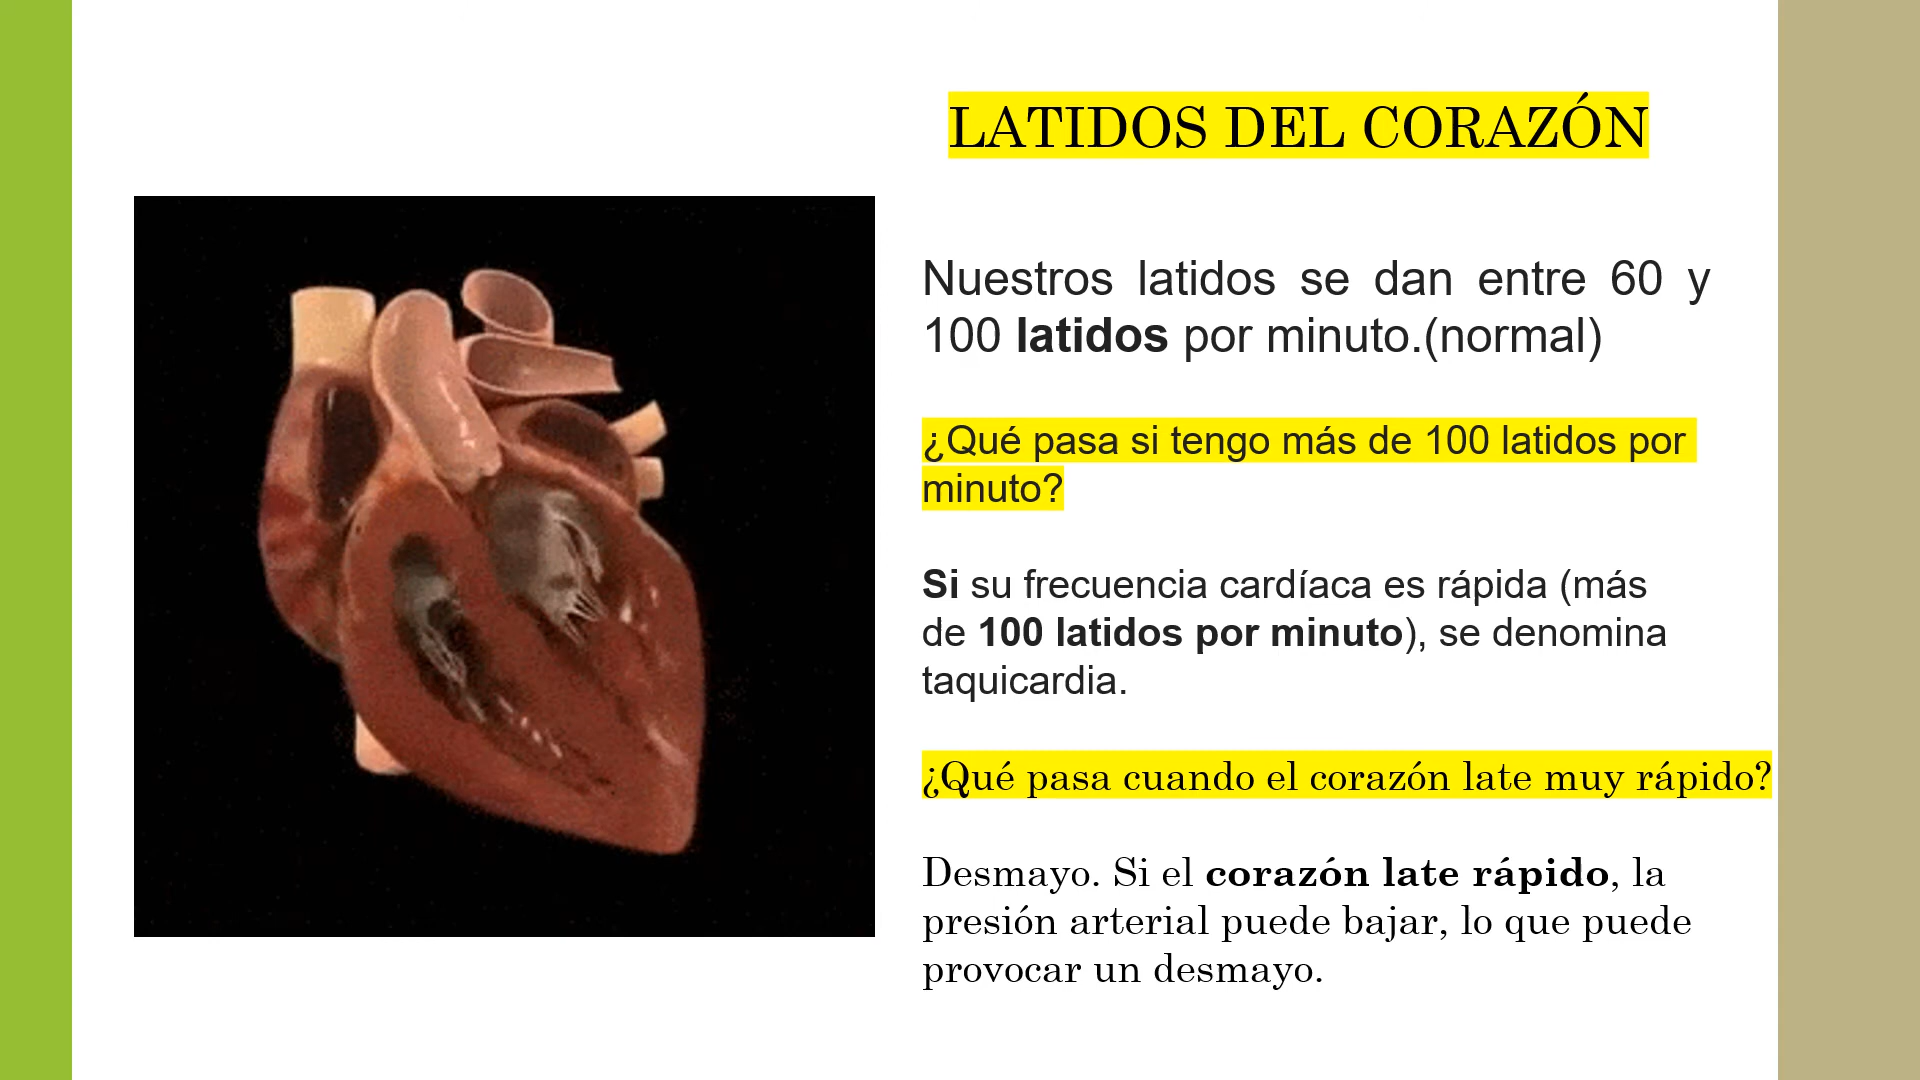 LATIDOS DEL CORAZÓN
Nuestros latidos se dan entre 60 y
100 latidos por minuto.(normal)
¿Qué pasa si tengo más de 100 latidos por
minuto?
Si su frecuencia cardíaca es rápida (más
de 100 latidos por minuto), se denomina
taquicardia.
¿Qué pasa cuando el corazón late muy rápido?
Desmayo. Si el corazón late rápido, la
presión arterial puede bajar, lo que puede
provocar un desmayo.